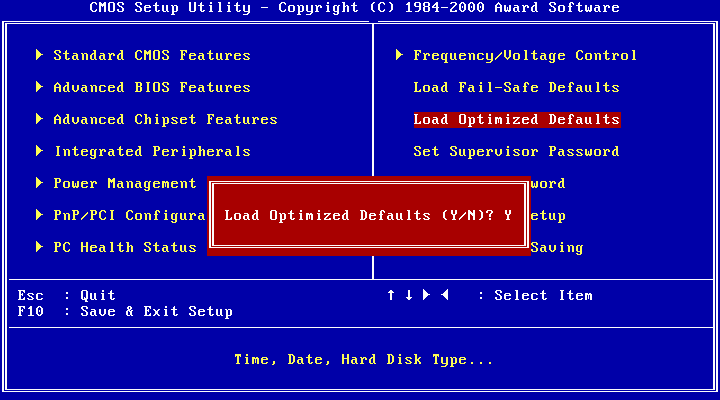 CMOS Setup Utility - Copyright (C) 1984-2000 Award Software
Standard CMOS Features
Advanced BIOS Features
Advanced Chipset Features
Integrated Peripherals
Power Management
PnP/PCI Configura
PC Health Status
Frequency/Voltage Control
Load Fail-Safe Defaults
Load Optimized Defaults
Set Supervisor Password
word
etup
Saving
Load Optimized Defaults (Y/N)? Y
Esc : Quit
F10 : Save & Exit Setup
↑ ↓ ► ◄ : Select Item
Time, Date, Hard Disk Type...